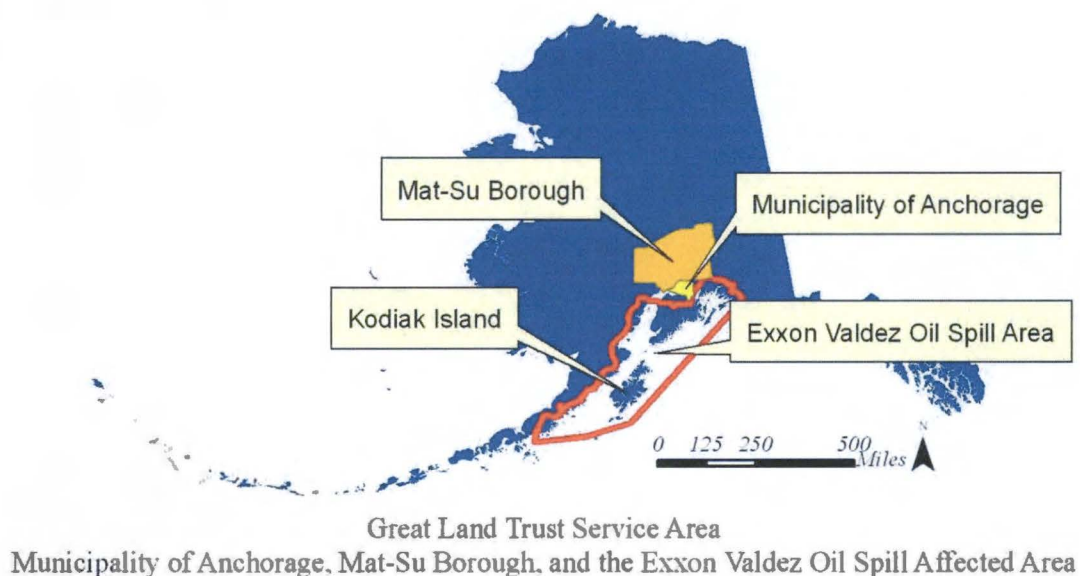 Mat-Su Borough
Municipality of Anchorage
Kodiak Island
Exxon Valdez Oil Spill Area
N
0 125 250 500
Miles
Great Land Trust Service Area
Municipality of Anchorage, Mat-Su Borough, and the Exxon Valdez Oil Spill Affected Area